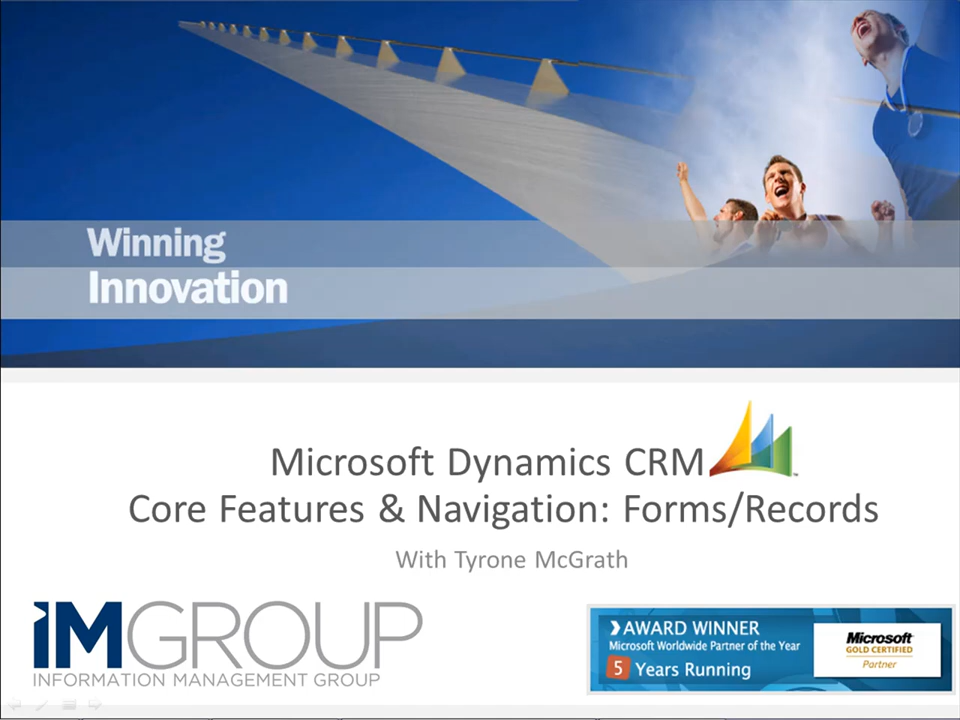 Winning
Innovation
Microsoft Dynamics CRM
Core Features & Navigation: Forms/Records
With Tyrone McGrath
iMGROUP
INFORMATION MANAGEMENT GROUP
AWARD WINNER
Microsoft Worldwide Partner of the Year
5 Years Running
Microsoft
GOLD CERTIFIED
Partner